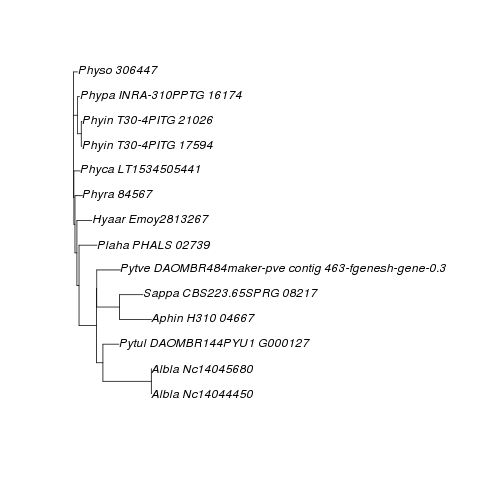 Physo 306447
Phypa INRA-310PPTG 16174
Phyin T30-4PITG 21026
Phyin T30-4PITG 17594
Phyca LT1534505441
Phyra 84567
Hyaar Emoy2813267
Plaha PHALS 02739
Pytve DAOMBR484maker-pve contig 463-fgenesh-gene-0.3
Sappa CBS223.65SPRG 08217
Aphin H310 04667
Pytul DAOMBR144PYU1 G000127
Albla Nc14045680
Albla Nc14044450